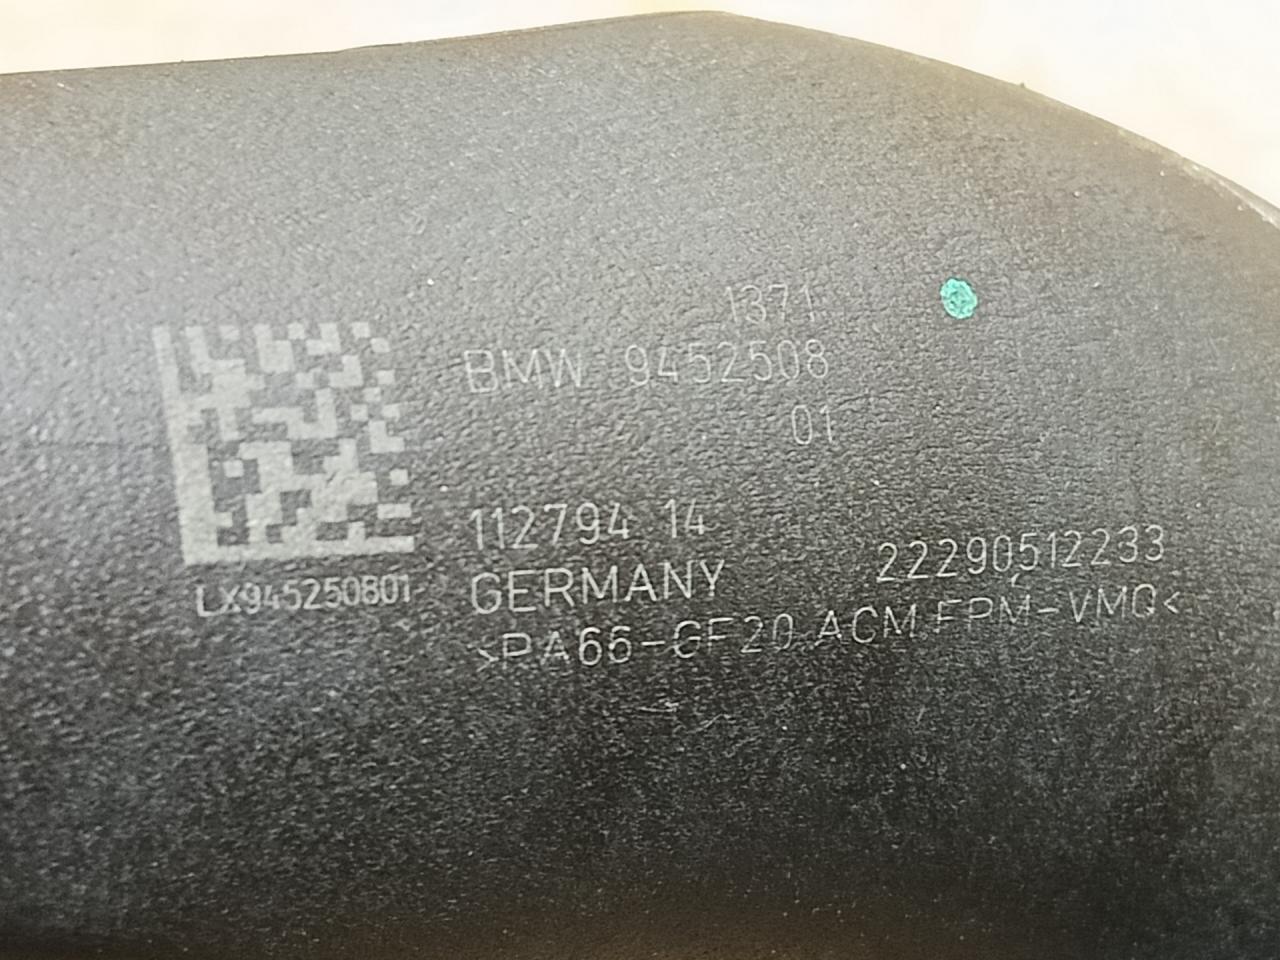 1371
BMW 9452508
01
112794 14
GERMANY 22290512233
>PA66-GF20 ACM,FPM-VMQ<
LX945250801